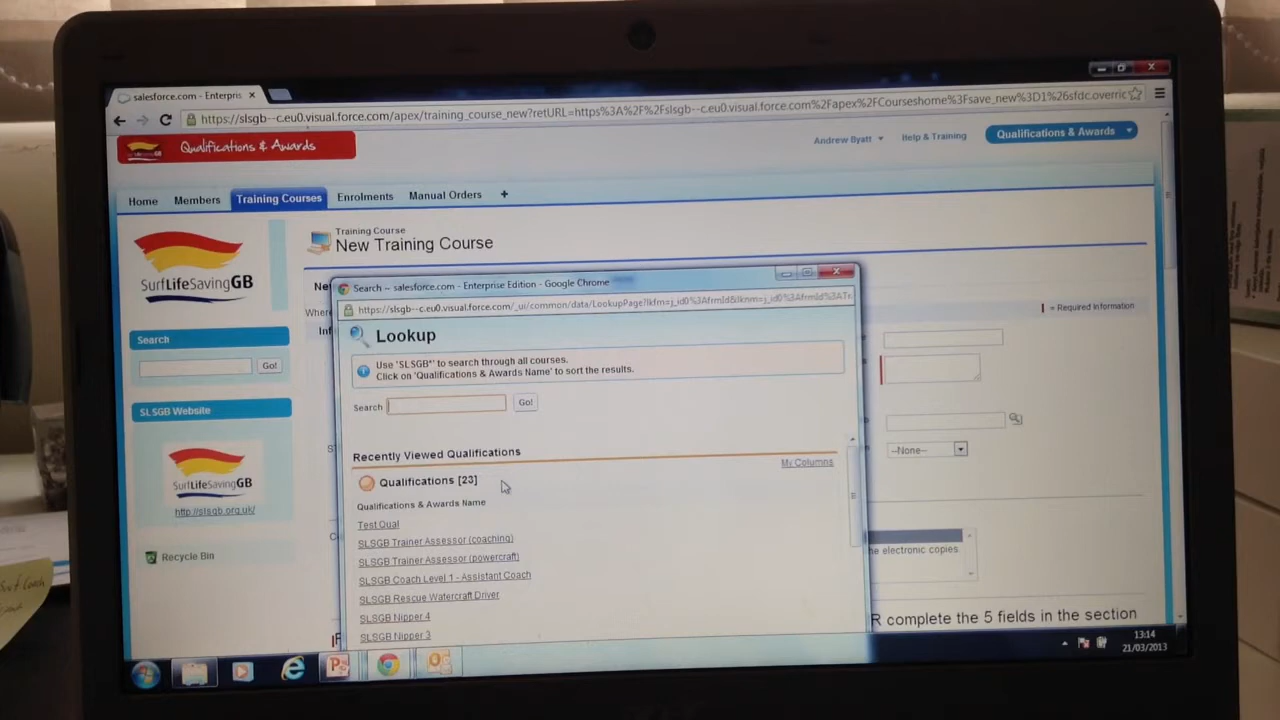 salesforce.com - Enterpris
https://slsgb--c.eu0.visual.force.com/apex/training_course_new?retURL=https%3A%2F%2Fslsgb--c.eu0.visual.force.com%2Fapex%2FCourseshome%3Fsave_new%3D1%26sfdc.overric
Qualifications & Awards
Andrew Byatt
Help & Training
Qualifications & Awards
Home
Members
Training Courses
Enrolments
Manual Orders
+
SurfLifeSavingGB
Training Course
New Training Course
Search
Go!
SLSGB Website
SurfLifeSavingGB
http://slsgb.org.uk/
Recycle Bin
= Required Information
--None--
he electronic copies.
R complete the 5 fields in the section
Search -- salesforce.com - Enterprise Edition - Google Chrome
Lookup
Use 'SLSGB*' to search through all courses.
Click on 'Qualifications & Awards Name' to sort the results.
Search
Go!
Recently Viewed Qualifications
My Columns
Qualifications [23]
Qualifications & Awards Name
Test Qual
SLSGB Trainer Assessor (coaching)
SLSGB Trainer Assessor (powercraft)
SLSGB Coach Level 1 - Assistant Coach
SLSGB Rescue Watercraft Driver
SLSGB Nipper 4
SLSGB Nipper 3
13:14
21/03/2013